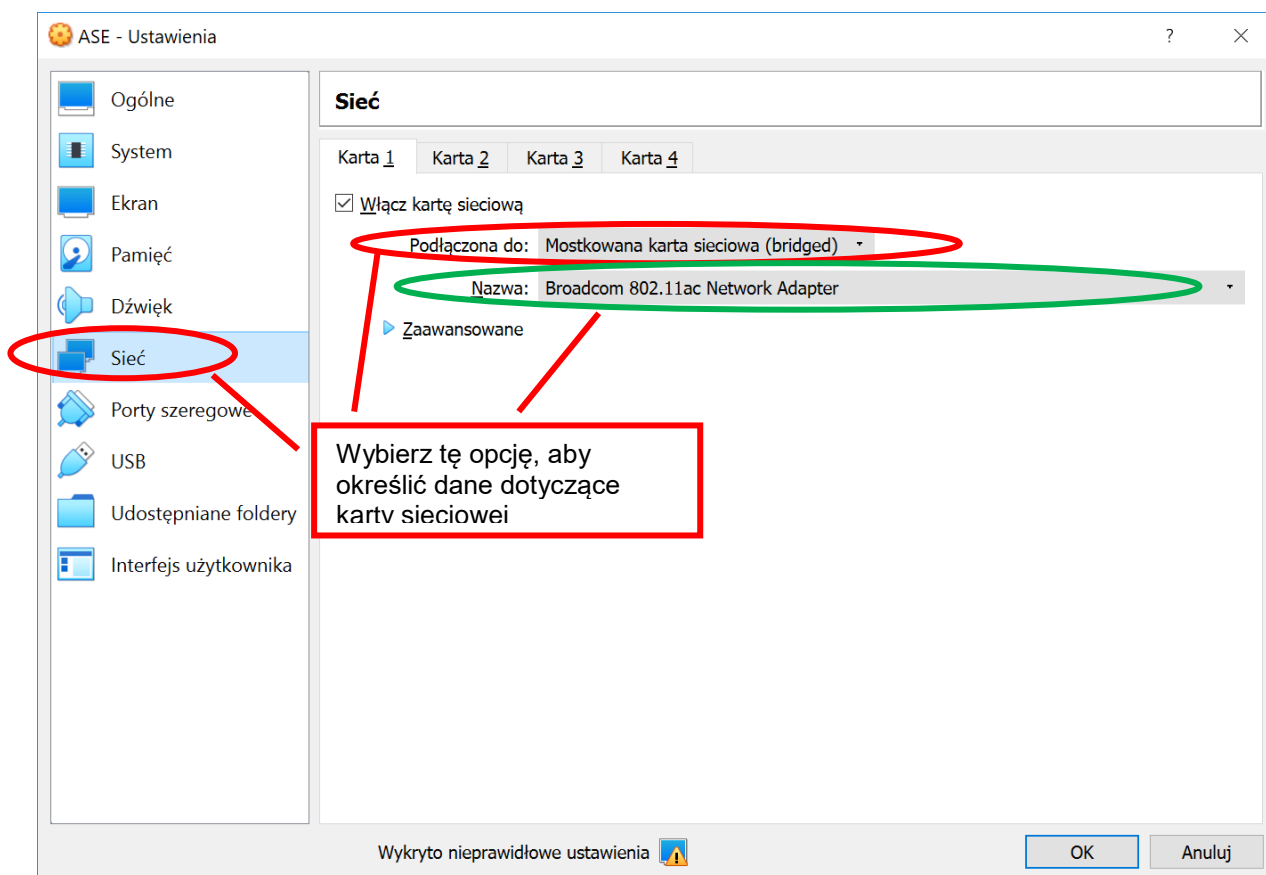 ASE - Ustawienia
?
Ogólne
System
Ekran
Pamięć
Dźwięk
Sieć
Porty szeregowe
USB
Udostępniane foldery
Interfejs użytkownika
Sieć
Karta 1 Karta 2 Karta 3 Karta 4
Włącz kartę sieciową
Podłączona do: Mostkowana karta sieciowa (bridged)
Nazwa: Broadcom 802.11ac Network Adapter
Zaawansowane
Wybierz tę opcję, aby
określić dane dotyczące
karty sieciowej
Wykryto nieprawidłowe ustawienia
OK Anuluj